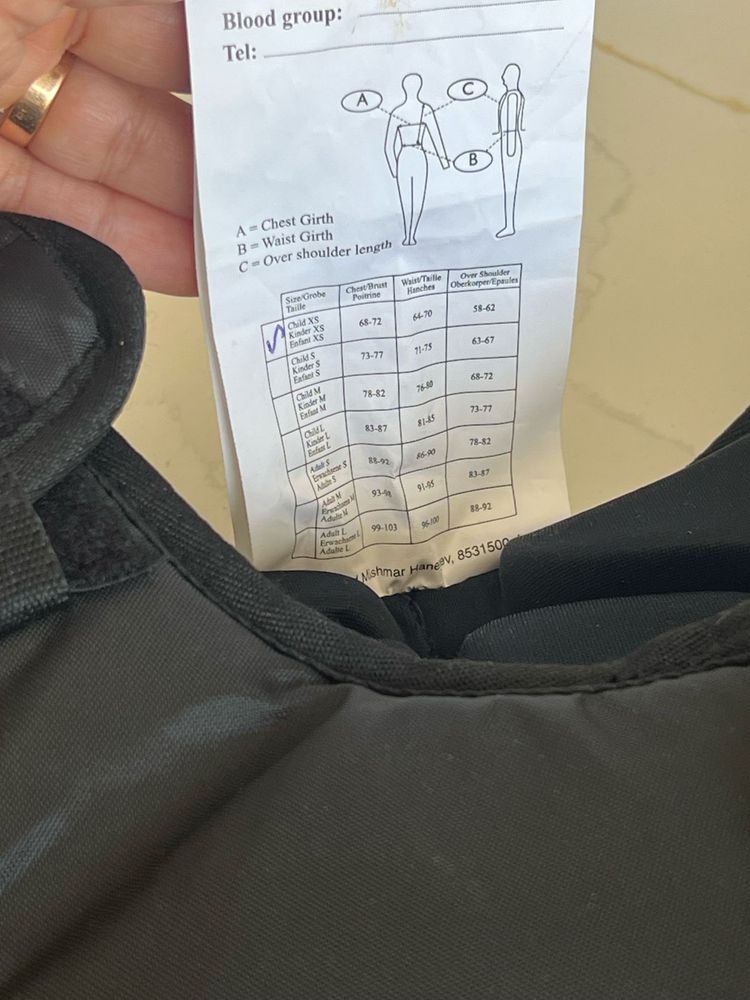 Blood group:
Tel:
A
C
B
A = Chest Girth
B = Waist Girth
C = Over shoulder length
Size/Grobe Taille Chest/Brust Poitrine Waist/Taille Hanches Over Shoulder Oberkorper/Epaules
Child XS Kinder XS Enfant XS 68-72 64-70 58-62
Child S Kinder S Enfant S 73-77 71-75 63-67
Child M Kinder M Enfant M 78-82 76-80 68-72
Child L Kinder L Enfant L 83-87 81-85 73-77
Adult S Erwachsene S Adulte S 88-92 86-90 78-82
Adult M Erwachsene M Adulte M 91-95 83-87
Adult L Erwachsene L Adulte L 99-103 96-100 88-92
Mishmar Hanegev, 8531500